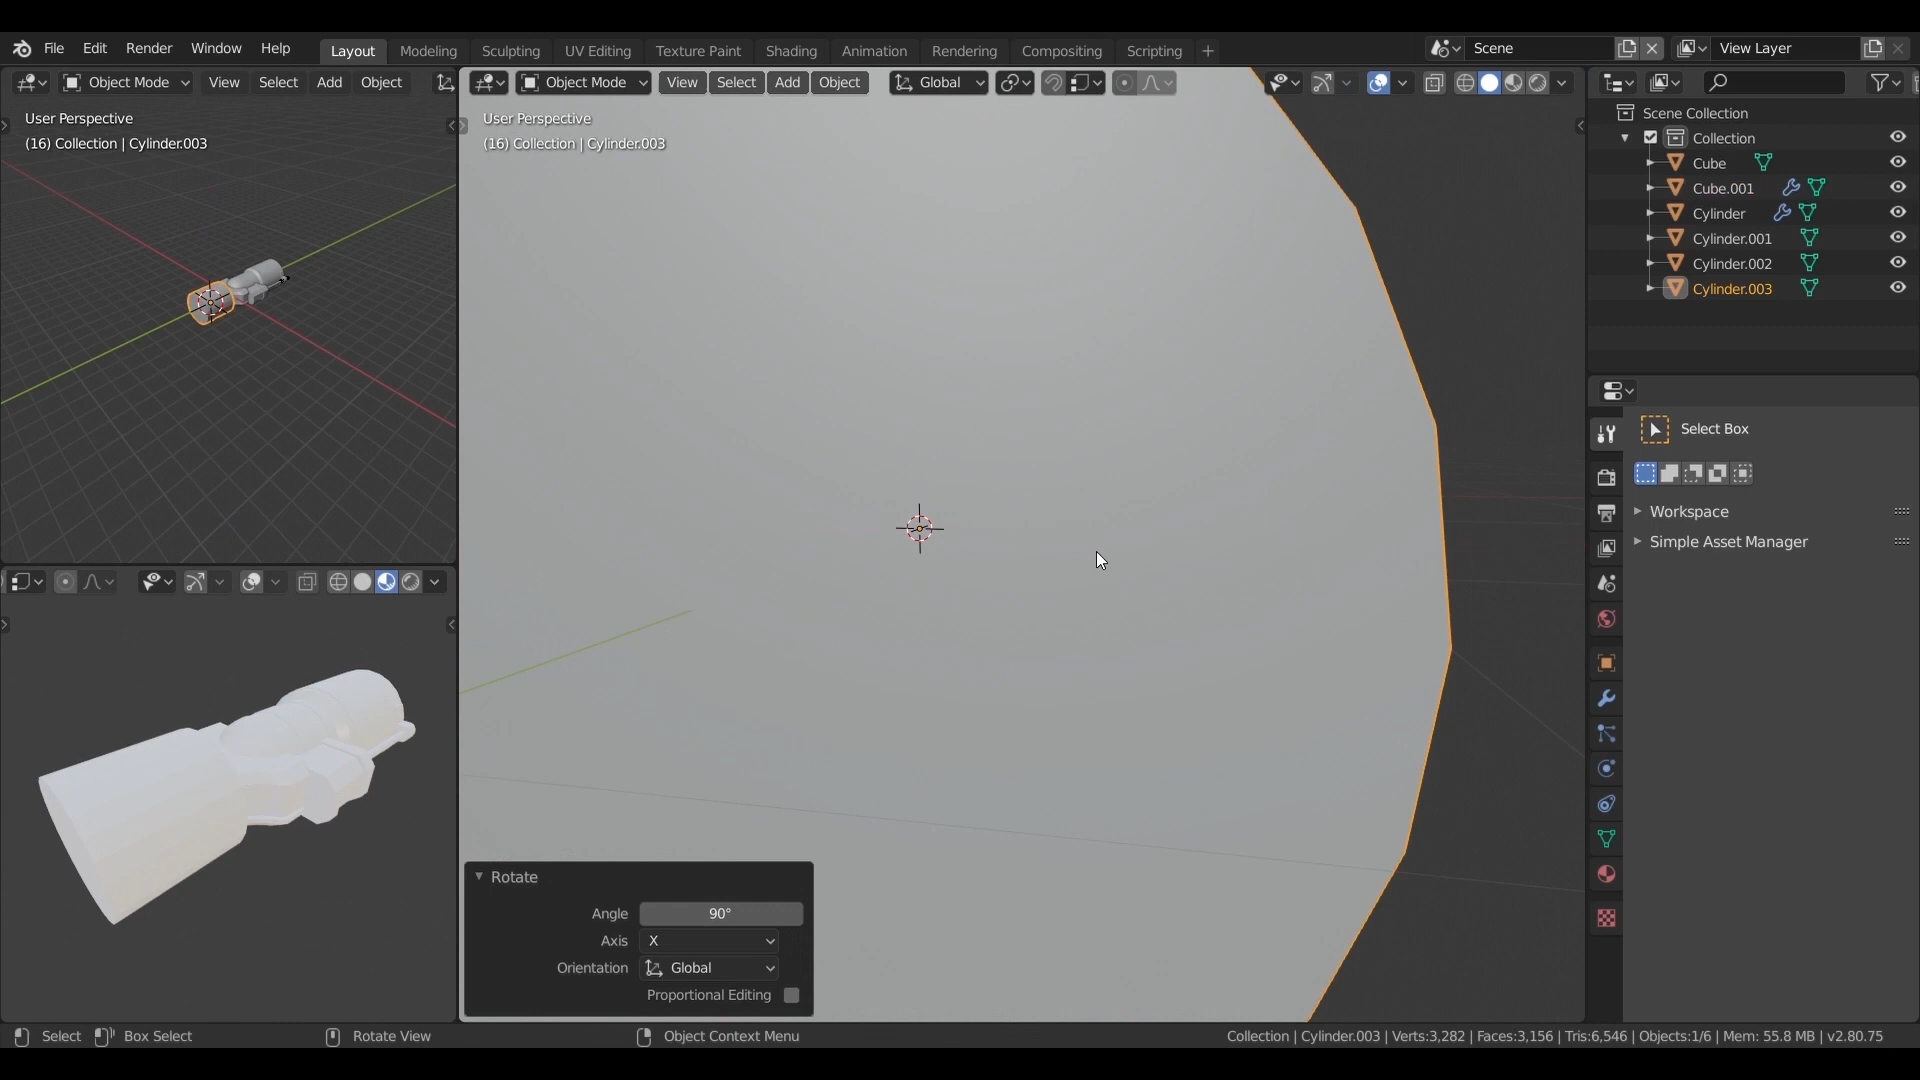 File Edit Render Window Help
Layout Modeling Sculpting UV Editing Texture Paint Shading Animation Rendering Compositing Scripting +
Scene
View Layer
Object Mode View Select Add Object
Object Mode View Select Add Object Global
User Perspective
(16) Collection | Cylinder.003
User Perspective
(16) Collection | Cylinder.003
Scene Collection
Collection
Cube
Cube.001
Cylinder
Cylinder.001
Cylinder.002
Cylinder.003
Select Box
Workspace
Simple Asset Manager
Rotate
Angle 90°
Axis X
Orientation Global
Proportional Editing
Select Box Select Rotate View Object Context Menu
Collection | Cylinder.003 | Verts:3,282 | Faces:3,156 | Tris:6,546 | Objects:1/6 | Mem: 55.8 MB | v2.80.75